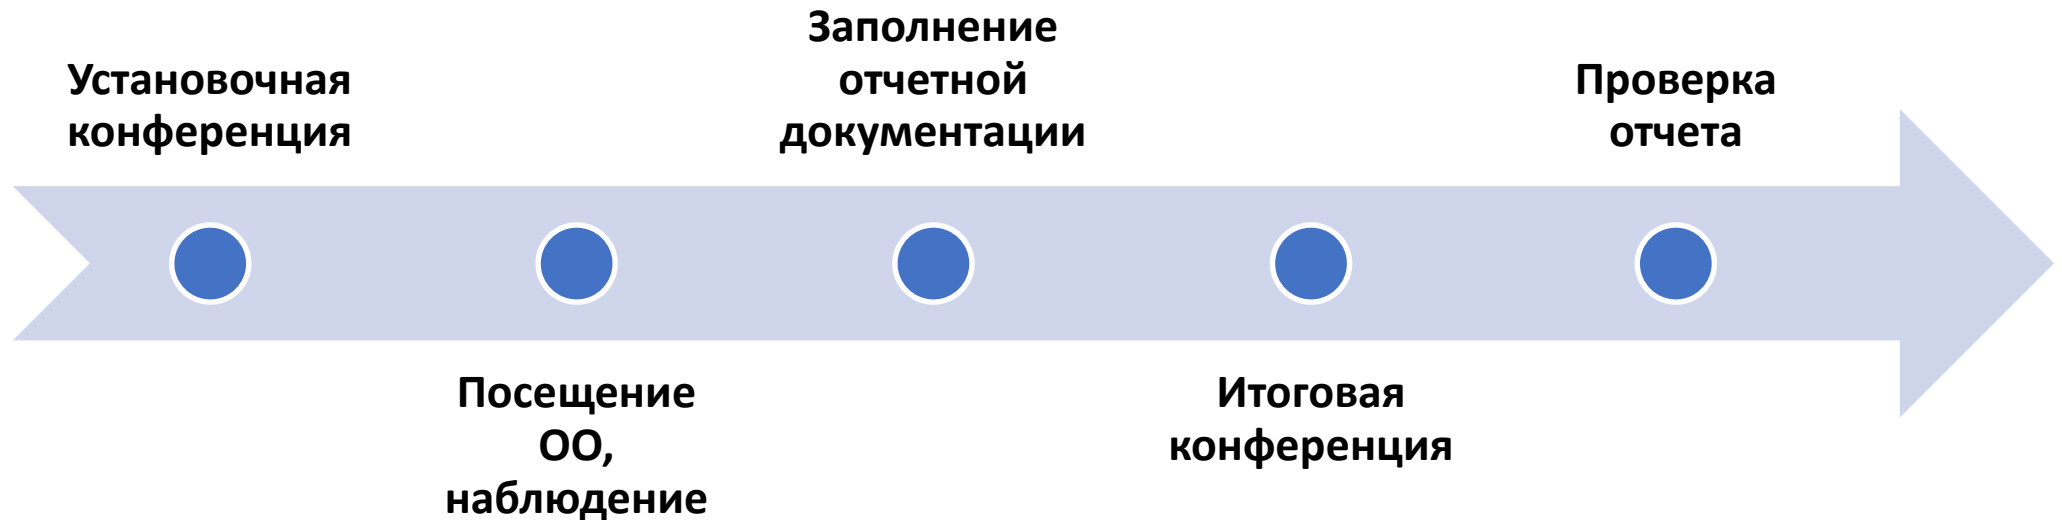 Установочная
конференция
Посещение
ОО,
наблюдение
Заполнение
отчетной
документации
Итоговая
конференция
Проверка
отчета